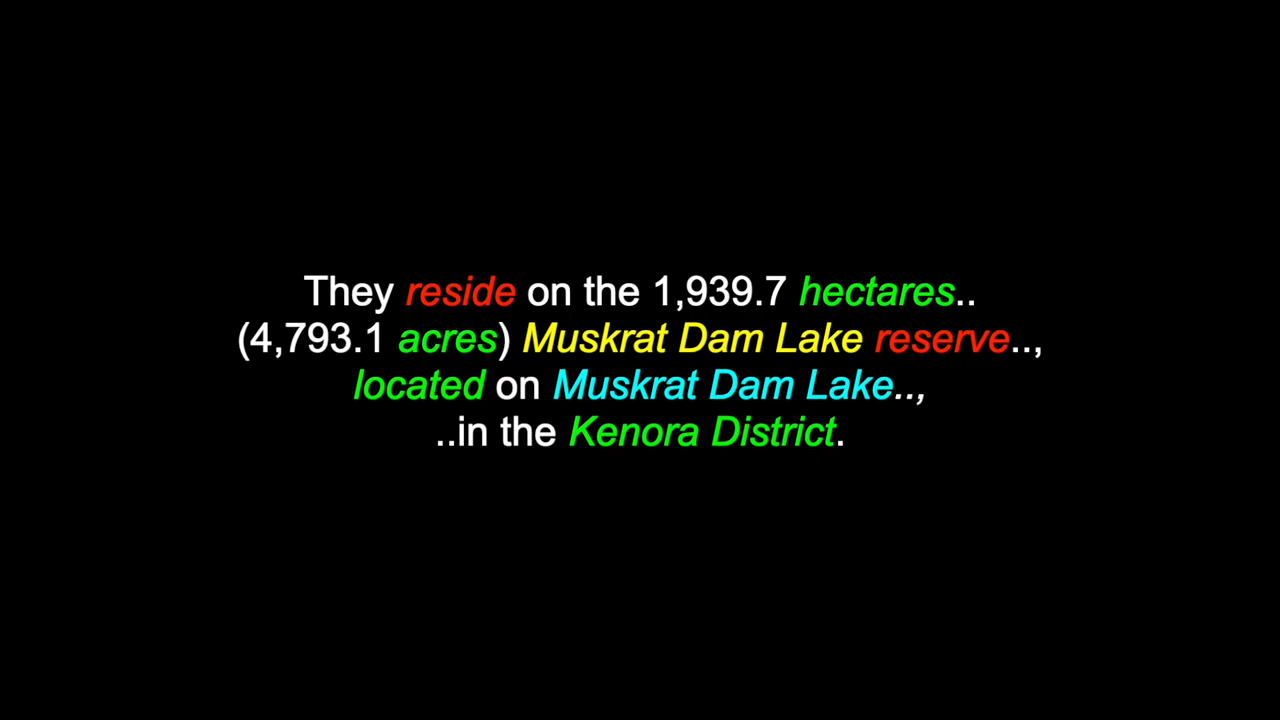 They reside on the 1,939.7 hectares..
(4,793.1 acres) Muskrat Dam Lake reserve..,
located on Muskrat Dam Lake..,
..in the Kenora District.